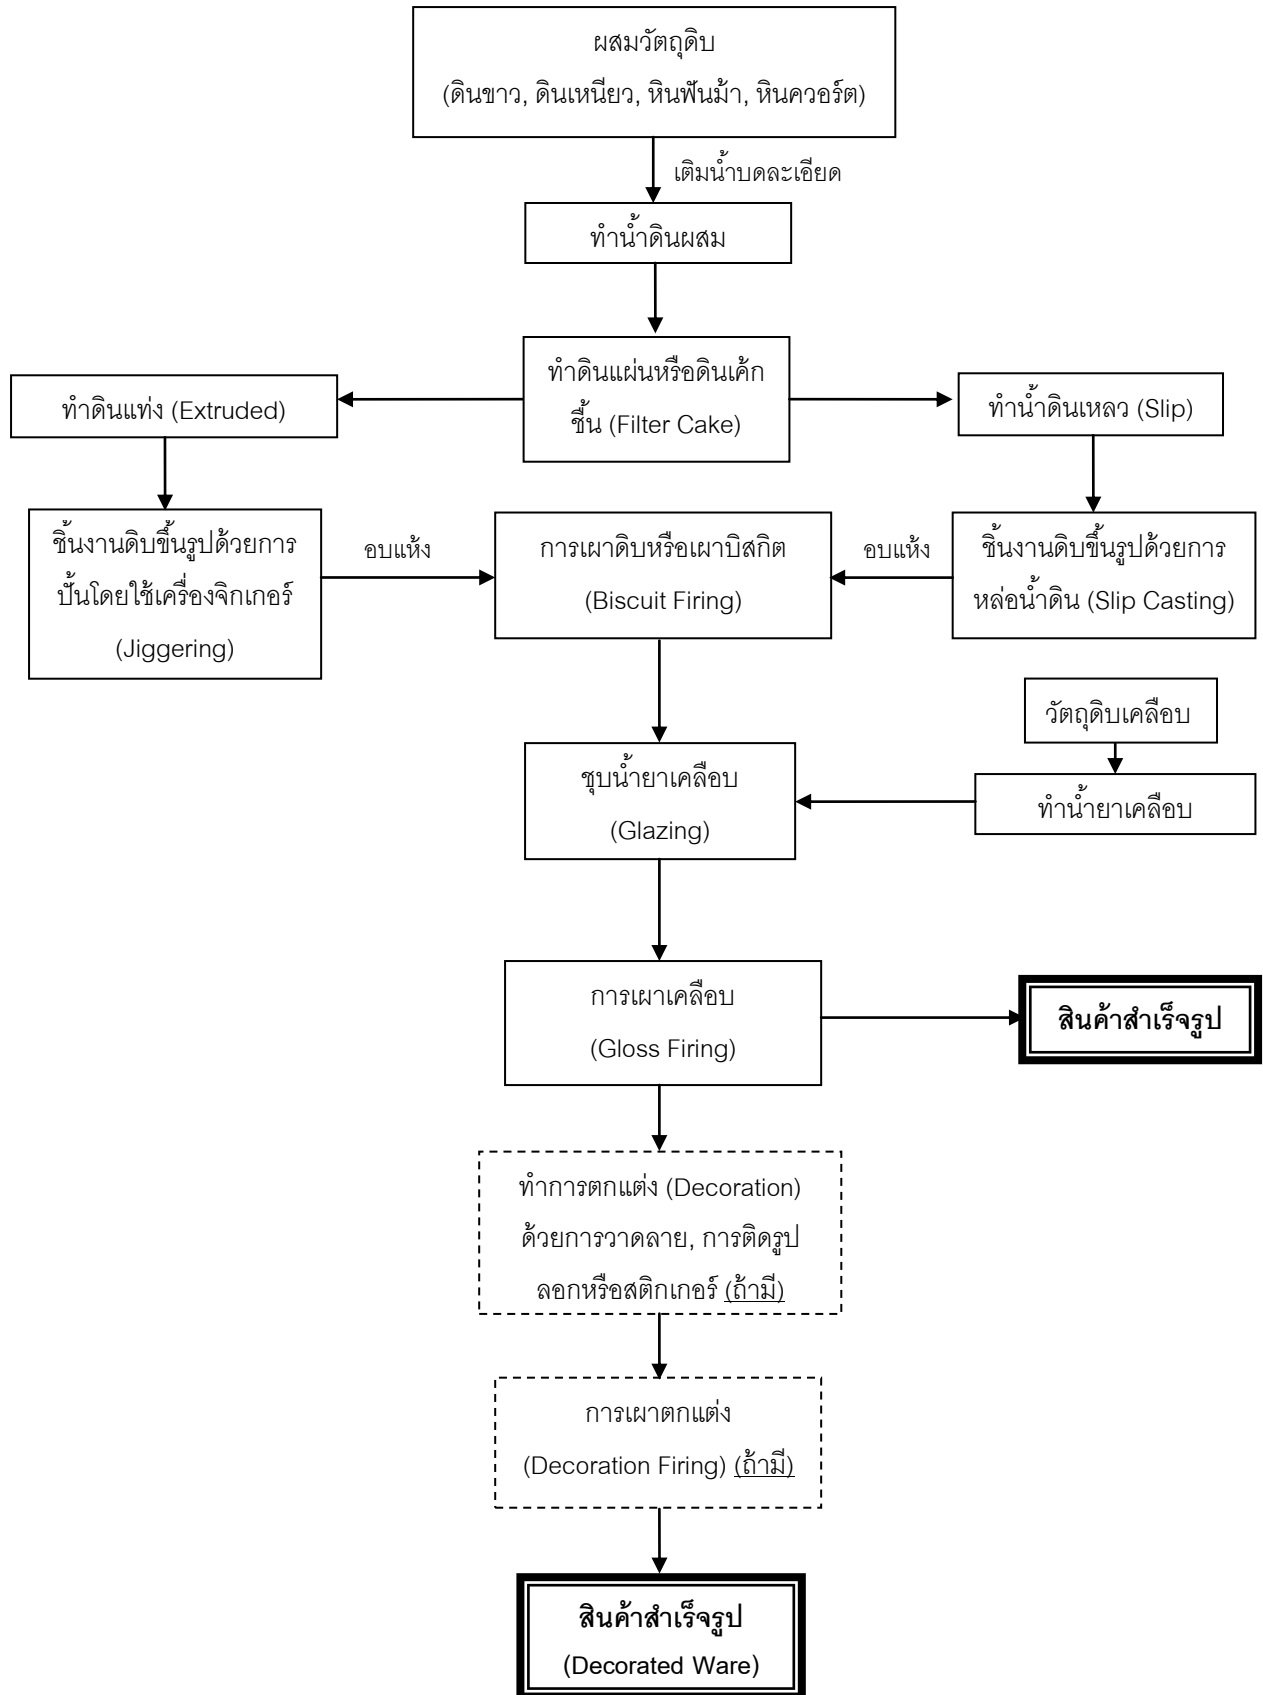 ผสมวัตถุดิบ
(ดินขาว, ดินเหนียว, หินฟันม้า, หินควอร์ต)
เติมน้ำบดละเอียด
ทำน้ำดินผสม
ทำดินแผ่นหรือดินเค้ก
ชื้น (Filter Cake)
ทำดินแท่ง (Extruded)
ทำน้ำดินเหลว (Slip)
ชิ้นงานดิบขึ้นรูปด้วยการ
ปั้นโดยใช้เครื่องจิกเกอร์
(Jiggering)
อบแห้ง
การเผาดิบหรือเผาบิสกิต
(Biscuit Firing)
อบแห้ง
ชิ้นงานดิบขึ้นรูปด้วยการ
หล่อน้ำดิน (Slip Casting)
วัตถุดิบเคลือบ
ทำน้ำยาเคลือบ
ชุบน้ำยาเคลือบ
(Glazing)
การเผาเคลือบ
(Gloss Firing)
สินค้าสำเร็จรูป
ทำการตกแต่ง (Decoration)
ด้วยการวาดลาย, การติดรูป
ลอกหรือสติกเกอร์ (ถ้ามี)
การเผาตกแต่ง
(Decoration Firing) (ถ้ามี)
สินค้าสำเร็จรูป
(Decorated Ware)